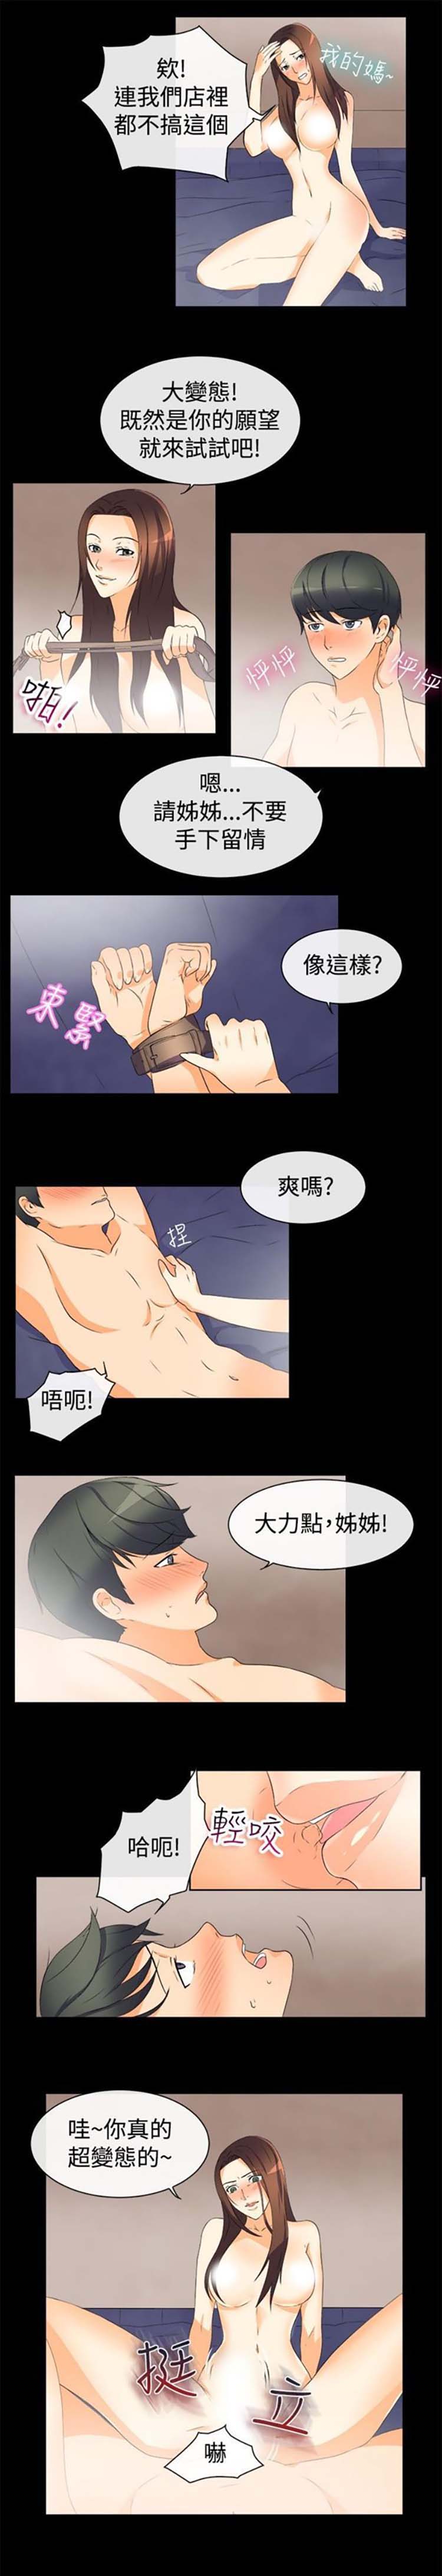 欸!
連我們店裡
都不搞這個
我的媽~
大變態!
既然是你的願望
就來試試吧!
啪!
怦怦
怦怦
嗯...
請姊姊...不要
手下留情
像這樣?
束緊
爽嗎?
捏
唔呃!
大力點,姊姊!
輕咬
哈呃!
哇~你真的
超變態的~
挺立
嚇